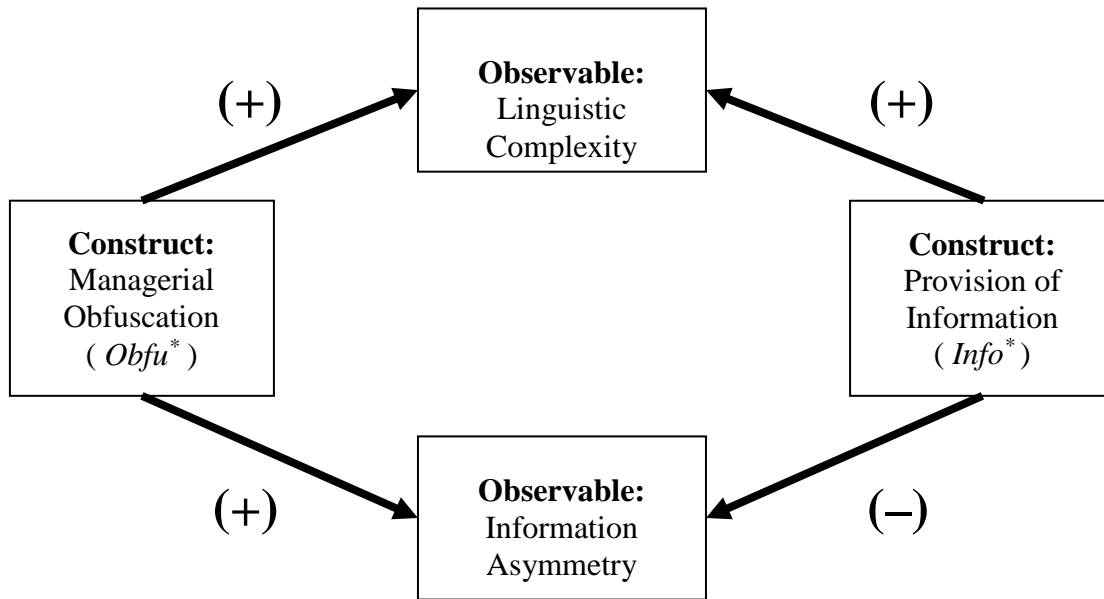 Observable:
Linguistic
Complexity
(+)
(+)
Construct:
Managerial
Obfuscation
( Obfu* )
Construct:
Provision of
Information
( Info* )
(+)
Observable:
Information
Asymmetry
(–)